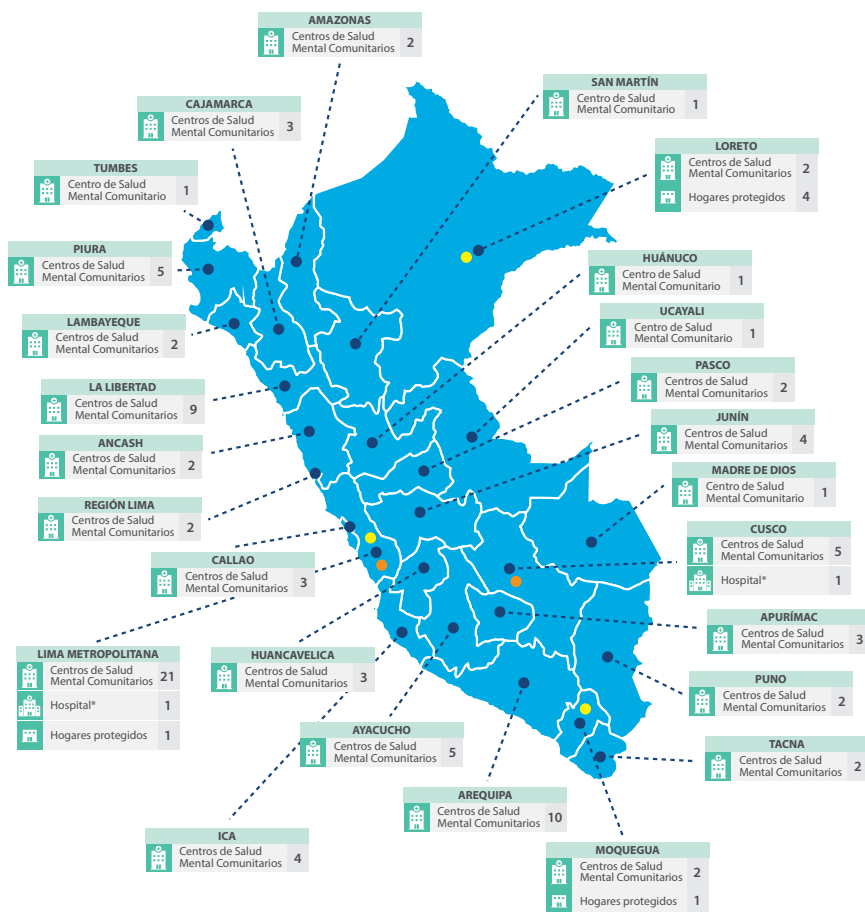 AMAZONAS
Centros de Salud
Mental Comunitarios 2
SAN MARTÍN
Centro de Salud
Mental Comunitario 1
CAJAMARCA
Centros de Salud
Mental Comunitarios 3
LORETO
Centros de Salud
Mental Comunitarios 2
Hogares protegidos 4
TUMBES
Centro de Salud
Mental Comunitario 1
PIURA
Centros de Salud
Mental Comunitarios 5
HUÁNUCO
Centro de Salud
Mental Comunitario 1
LAMBAYEQUE
Centros de Salud
Mental Comunitarios 2
UCAYALI
Centro de Salud
Mental Comunitario 1
PASCO
Centros de Salud
Mental Comunitarios 2
LA LIBERTAD
Centros de Salud
Mental Comunitarios 9
JUNÍN
Centros de Salud
Mental Comunitarios 4
ANCASH
Centros de Salud
Mental Comunitarios 2
MADRE DE DIOS
Centro de Salud
Mental Comunitario 1
REGIÓN LIMA
Centros de Salud
Mental Comunitarios 2
CUSCO
Centros de Salud
Mental Comunitarios 5
Hospital* 1
CALLAO
Centros de Salud
Mental Comunitarios 3
APURÍMAC
Centros de Salud
Mental Comunitarios 3
LIMA METROPOLITANA
Centros de Salud
Mental Comunitarios 21
Hospital* 1
Hogares protegidos 1
HUANCAVELICA
Centros de Salud
Mental Comunitarios 3
PUNO
Centros de Salud
Mental Comunitarios 2
AYACUCHO
Centros de Salud
Mental Comunitarios 5
TACNA
Centros de Salud
Mental Comunitarios 2
AREQUIPA
Centros de Salud
Mental Comunitarios 10
ICA
Centros de Salud
Mental Comunitarios 4
MOQUEGUA
Centros de Salud
Mental Comunitarios 2
Hogares protegidos 1